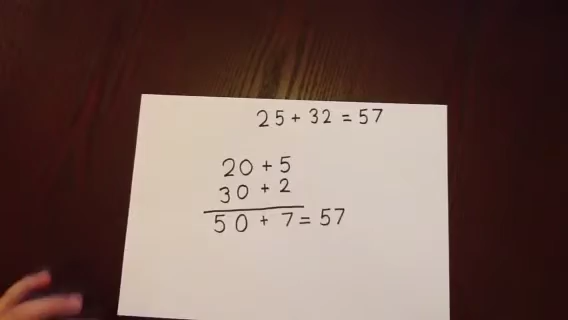 25 + 32 = 57
20 + 5
30 + 2
50 + 7 = 57